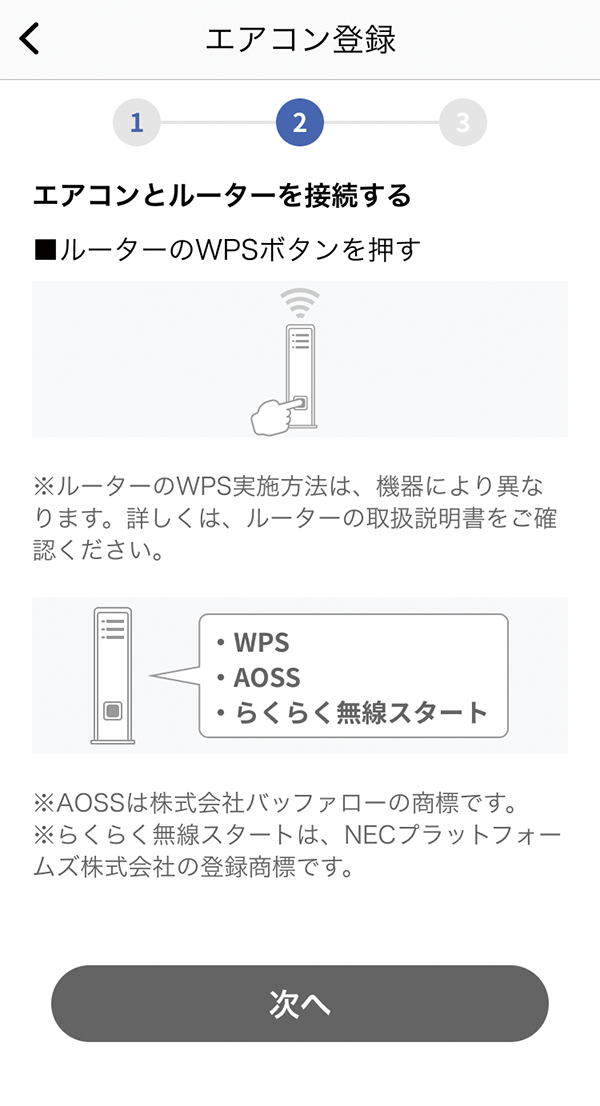 エアコン登録
1 2 3
エアコンとルーターを接続する
■ルーターのWPSボタンを押す
※ルーターのWPS実施方法は、機器により異な
ります。詳しくは、ルーターの取扱説明書をご確
認ください。
・WPS
・AOSS
・らくらく無線スタート
※AOSSは株式会社バッファローの商標です。
※らくらく無線スタートは、NECプラットフォー
ムズ株式会社の登録商標です。
次へ